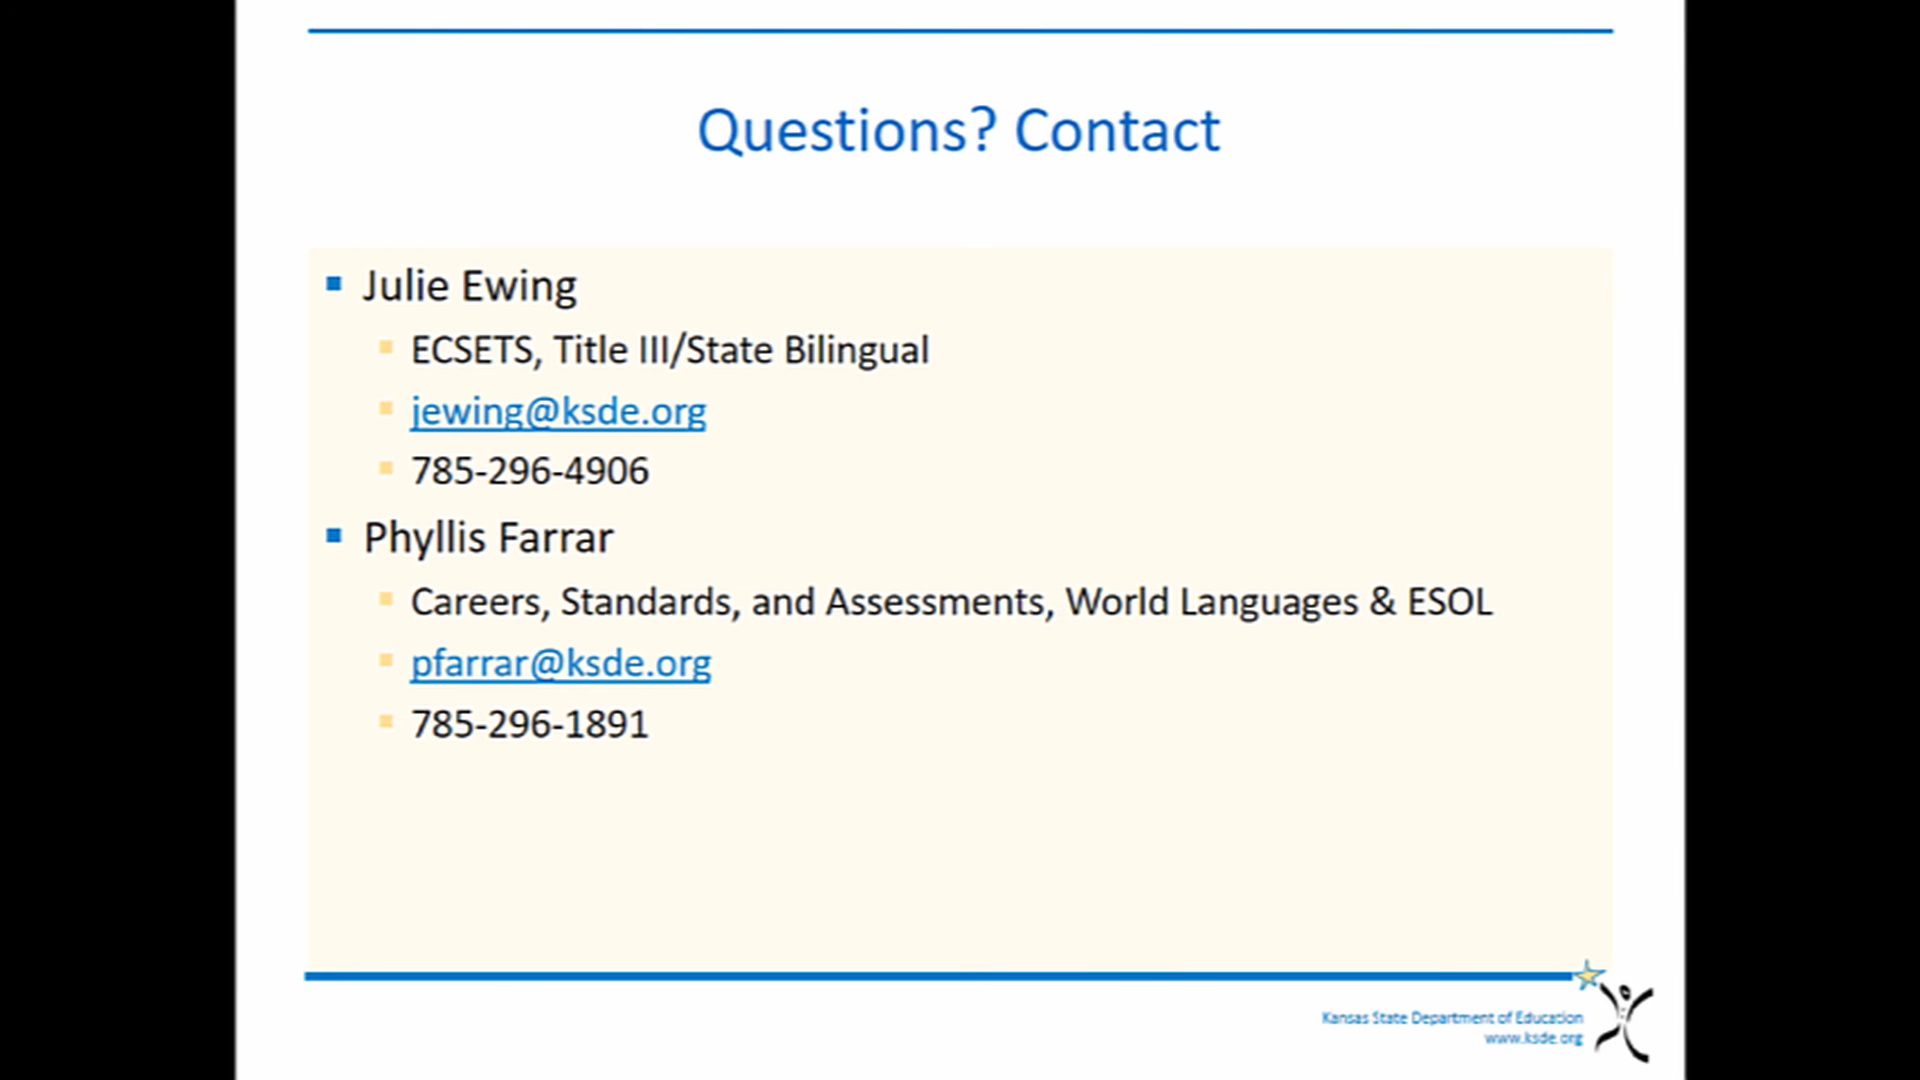 Questions? Contact
Julie Ewing
ECSETS, Title III/State Bilingual
jewing@ksde.org
785-296-4906
Phyllis Farrar
Careers, Standards, and Assessments, World Languages & ESOL
pfarrar@ksde.org
785-296-1891
Kansas State Department of Education
www.ksde.org